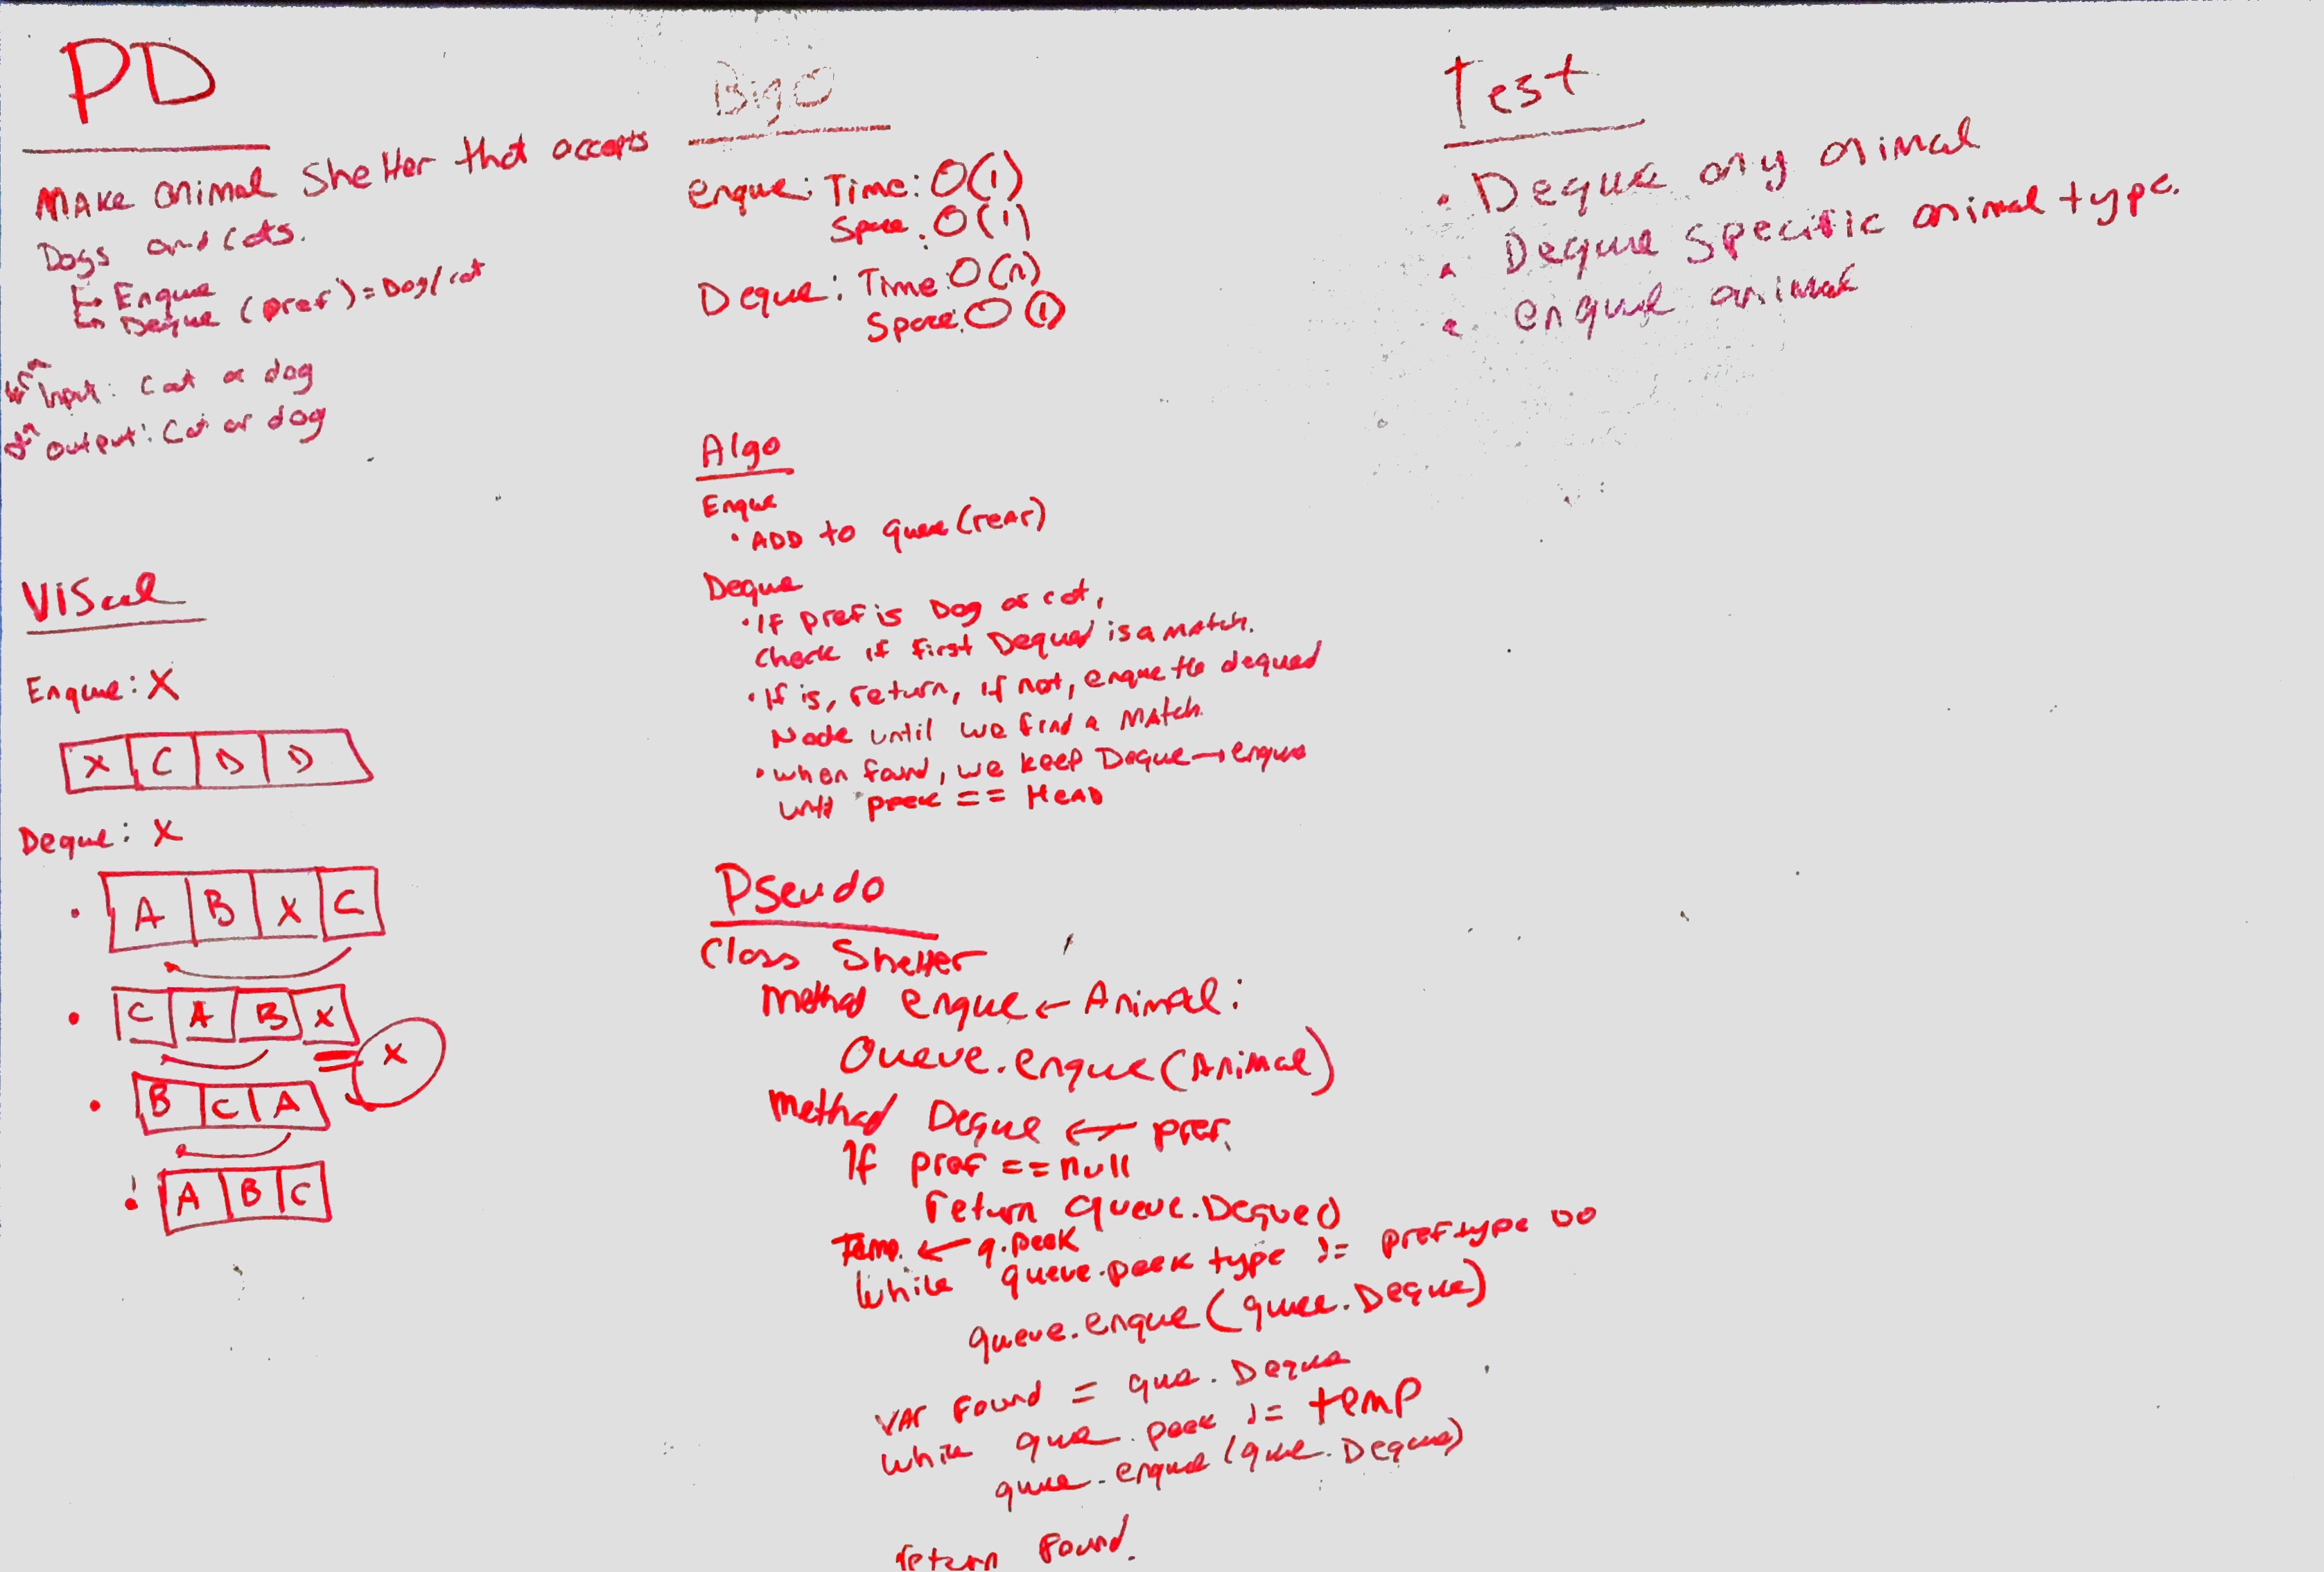 PD
Make animal Shelter that accepts
Dogs and Cats.
Enque
Deque (pref) = Dog/cat
Input: Cat or dog
output: Cat or dog
Visual
Enque: X
X C D D
Deque: X
A B X C
C A B X
X
B C A
A B C
BigO
enque: Time: O(1)
Space: O(1)
Deque: Time: O(n)
Space: O(1)
Algo
Enque
• ADD to queue (rear)
Deque
• If pref is Dog or cat,
check if first Dequed is a match.
• If is, return, if not, enque the dequed
Node until we find a match.
• when found, we keep Deque → enque
until peek == Head
Pseudo
Class Shelter
Method enque ← Animal:
Queue.enque(Animal)
Method Deque ← pref.
If pref == null
return queue.Deque()
Temp. ← q.peek
While queue.peek type != pref type
queue.enque(queue.Deque)
VAR Found = que.Deque
While que.peek != temp
que.enque(que.Deque)
return Found.
Test
• Deque any animal
• Deque specific animal type.
• enque animal